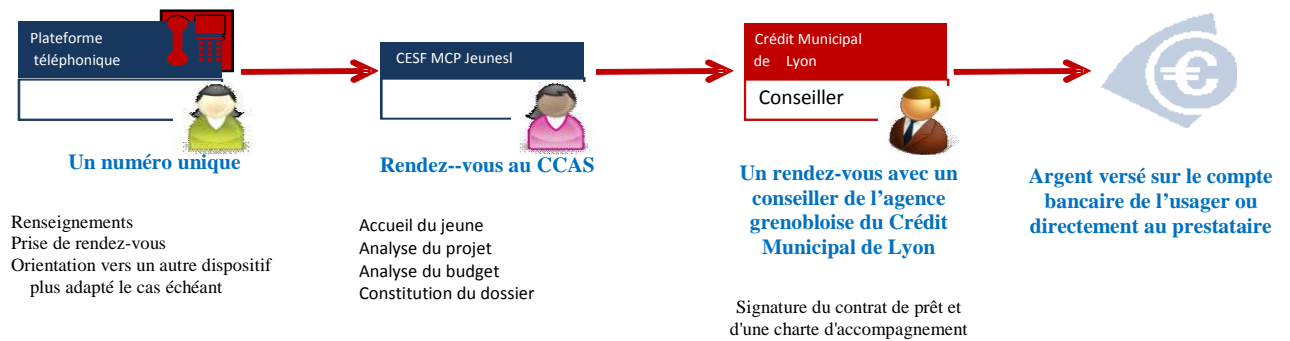 Plateforme
téléphonique
Un numéro unique
Renseignements
Prise de rendez-vous
Orientation vers un autre dispositif
plus adapté le cas échéant
CESF MCP Jeunesl
Rendez--vous au CCAS
Accueil du jeune
Analyse du projet
Analyse du budget
Constitution du dossier
Crédit Municipal
de Lyon
Conseiller
Un rendez-vous avec un
conseiller de l’agence
grenobloise du Crédit
Municipal de Lyon
Signature du contrat de prêt et
d'une charte d'accompagnement
€
Argent versé sur le compte
bancaire de l’usager ou
directement au prestataire